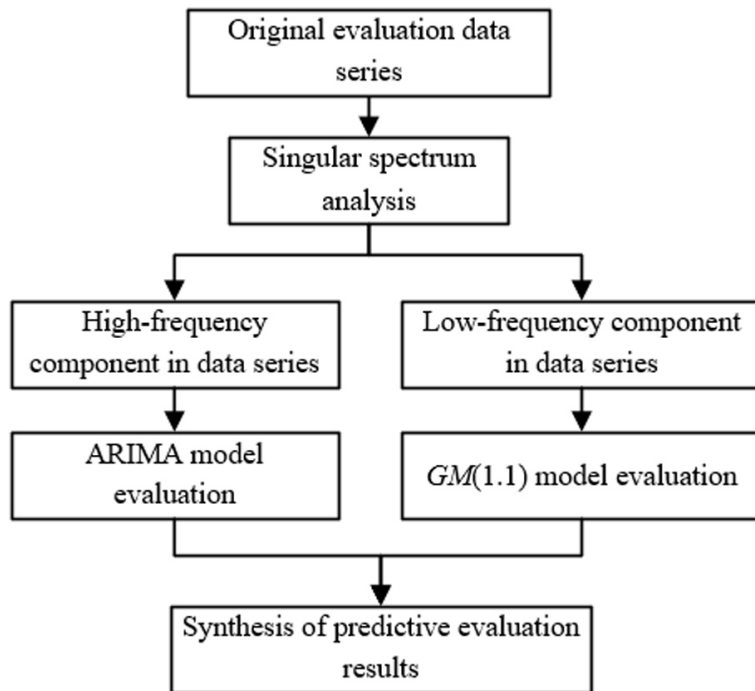 Original evaluation data
series
Singular spectrum
analysis
High-frequency
component in data series
Low-frequency component
in data series
ARIMA model
evaluation
GM(1.1) model evaluation
Synthesis of predictive evaluation
results